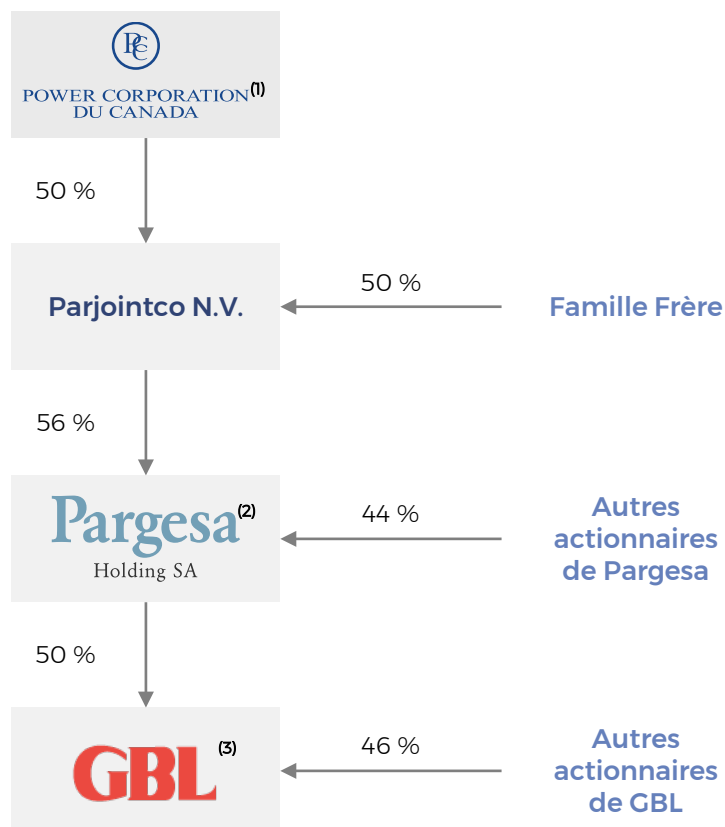 PCC
POWER CORPORATION(1)
DU CANADA
50 %
Parjointco N.V.
50 %
Famille Frère
56 %
Pargesa(2)
Holding SA
44 %
Autres
actionnaires
de Pargesa
50 %
GBL(3)
46 %
Autres
actionnaires
de GBL